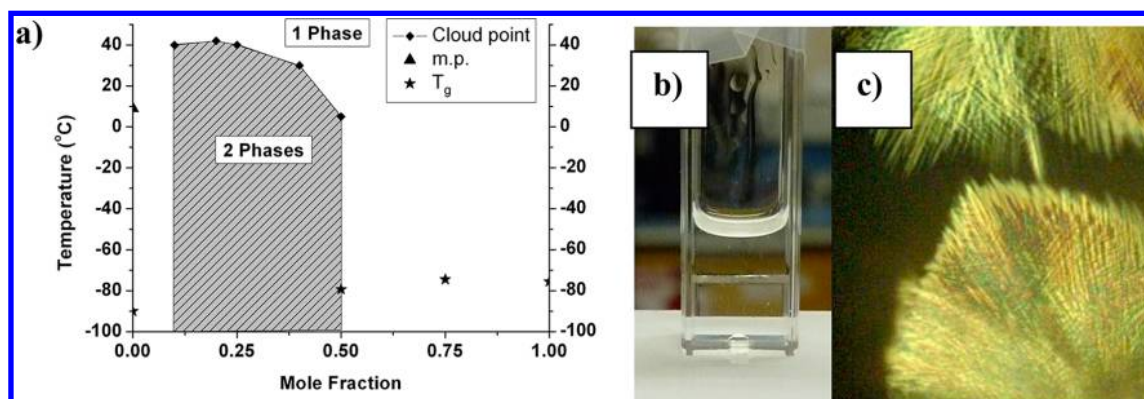 a)
1 Phase
Cloud point
m.p.
Tg
2 Phases
Temperature (°C)
40
20
0
-20
-40
-60
-80
-100
40
20
0
-20
-40
-60
-80
-100
0.00
0.25
0.50
0.75
1.00
Mole Fraction
b)
c)